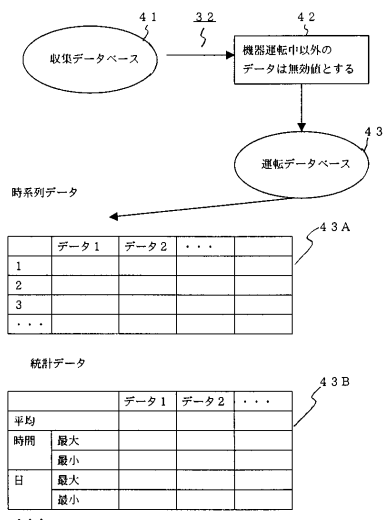 41
32
42
収集データベース
機器運転中以外の
データは無効値とする
43
運転データベース
時系列データ
43A
データ1 データ2 ・・・
1
2
3
・・・
統計データ
43B
データ1 データ2 ・・・
平均
時間 最大
最小
日 最大
最小
・・・